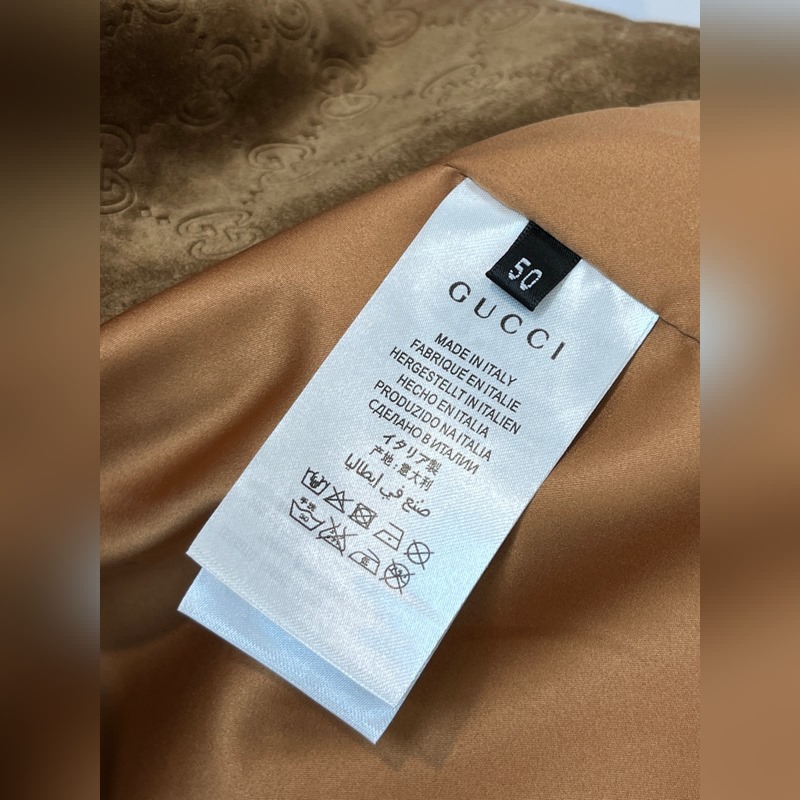 50
GUCCI
MADE IN ITALY
FABRIQUE EN ITALIE
HERGESTELLT IN ITALIEN
HECHO EN ITALIA
PRODUZIDO NA ITALIA
СДЕЛАНО В ИТАЛИИ
イタリア製
产地:意大利
صنع في إيطاليا